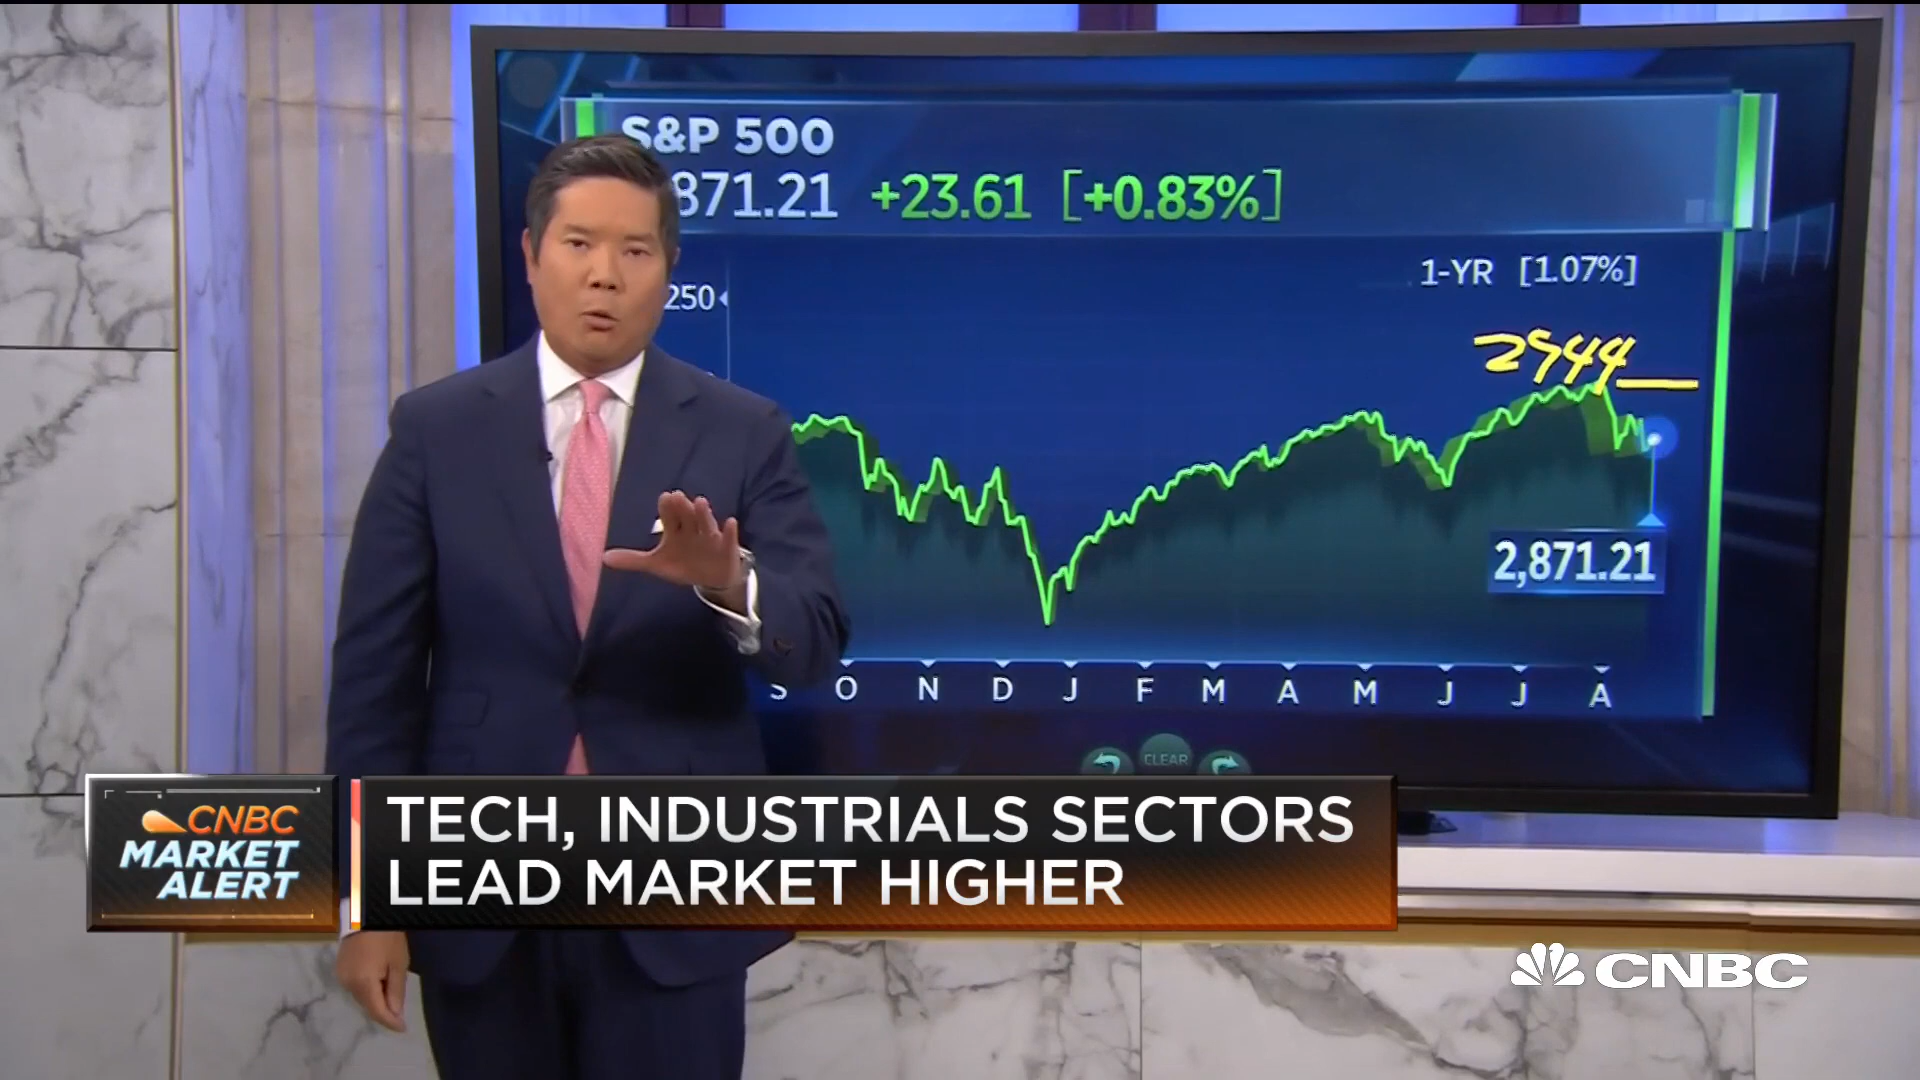 S&P 500
871.21 +23.61 [+0.83%]
250
1-YR [1.07%]
2944
2,871.21
S O N D J F M A M J J A
CLEAR
CNBC
MARKET
ALERT
TECH, INDUSTRIALS SECTORS
LEAD MARKET HIGHER
CNBC